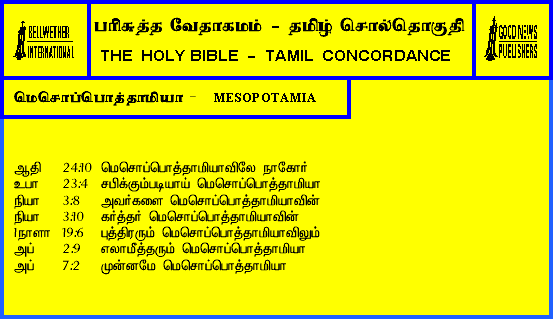 BELLWETHER
INTERNATIONAL
பரிசுத்த வேதாகமம் - தமிழ் சொல்தொகுதி
THE HOLY BIBLE - TAMIL CONCORDANCE
GOOD NEWS
PUBLISHERS
மெசொப்பொத்தாமியா - MESOPOTAMIA
ஆதி 24:10 மெசொப்பொத்தாமியாவிலே நாகோர்
உபா 23:4 சபிக்கும்படியாய் மெசொப்பொத்தாமியா
நியா 3:8 அவர்களை மெசொப்பொத்தாமியாவின்
நியா 3:10 கர்த்தர் மெசொப்பொத்தாமியாவின்
1நாளா 19:6 புத்திரரும் மெசொப்பொத்தாமியாவிலும்
அப் 2:9 எலாமீத்தரும் மெசொப்பொத்தாமியா
அப் 7:2 முன்னமே மெசொப்பொத்தாமியா